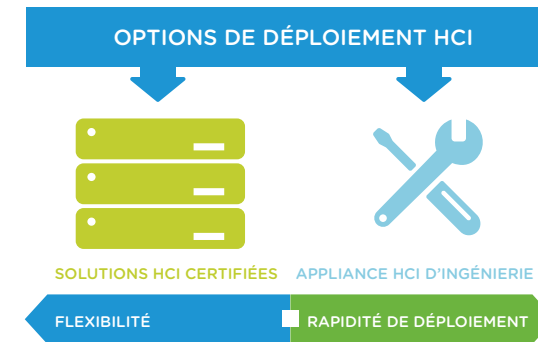 OPTIONS DE DÉPLOIEMENT HCI
SOLUTIONS HCI CERTIFIÉES
APPLIANCE HCI D'INGÉNIERIE
FLEXIBILITÉ
RAPIDITÉ DE DÉPLOIEMENT